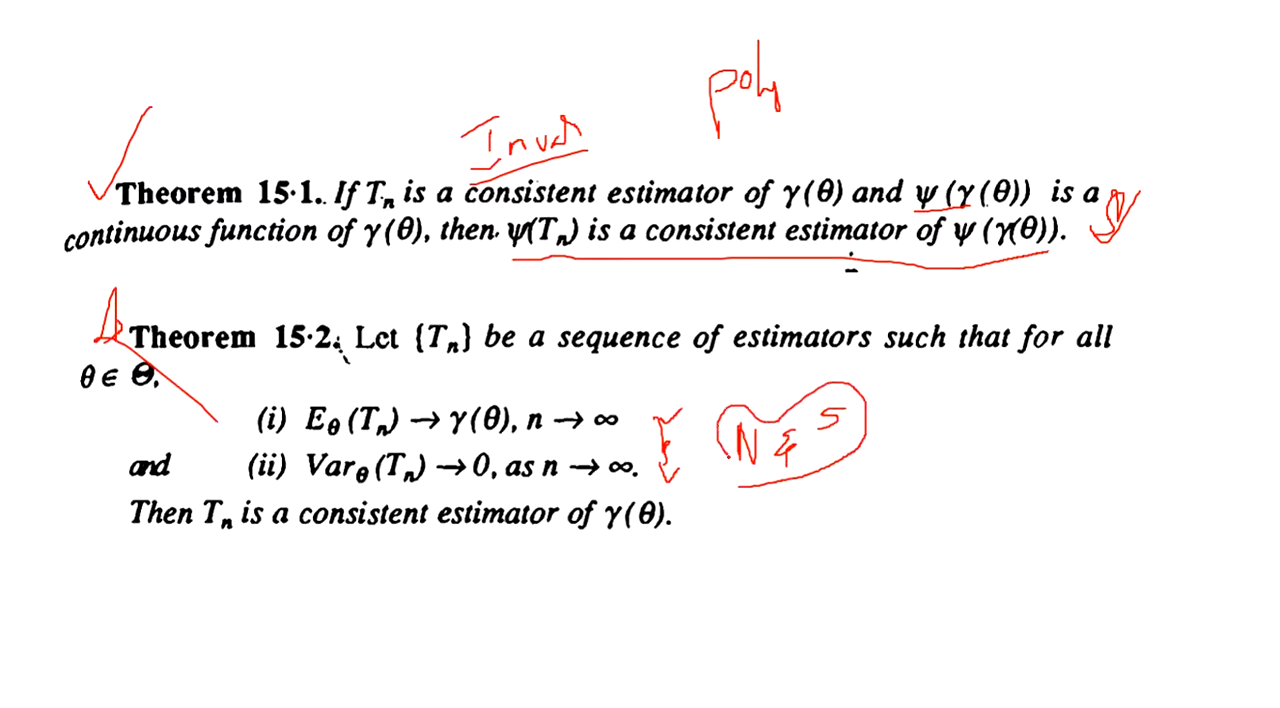 poly
Invar
Theorem 15·1. If Tₙ is a consistent estimator of γ(θ) and ψ (γ (θ)) is a
continuous function of γ(θ), then ψ(Tₙ) is a consistent estimator of ψ (γ(θ)).
Theorem 15·2. Let {Tₙ} be a sequence of estimators such that for all
θ ∈ Θ,
(i) E_θ (Tₙ) → γ(θ), n → ∞
and (ii) Var_θ (Tₙ) → 0, as n → ∞.
N & S
Then Tₙ is a consistent estimator of γ(θ).